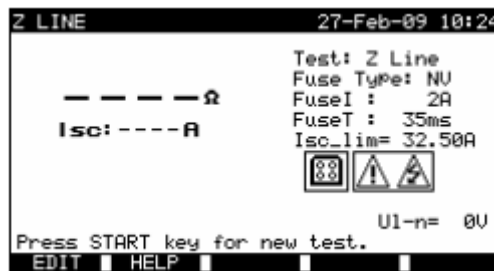 Z LINE 27-Feb-09 10:24
Test: Z Line
Fuse Type: NV
----Ω FuseI : 2A
Isc:----A FuseT : 35ms
Isc_lim= 32.50A
Ul-n= 0V
Press START key for new test.
EDIT HELP